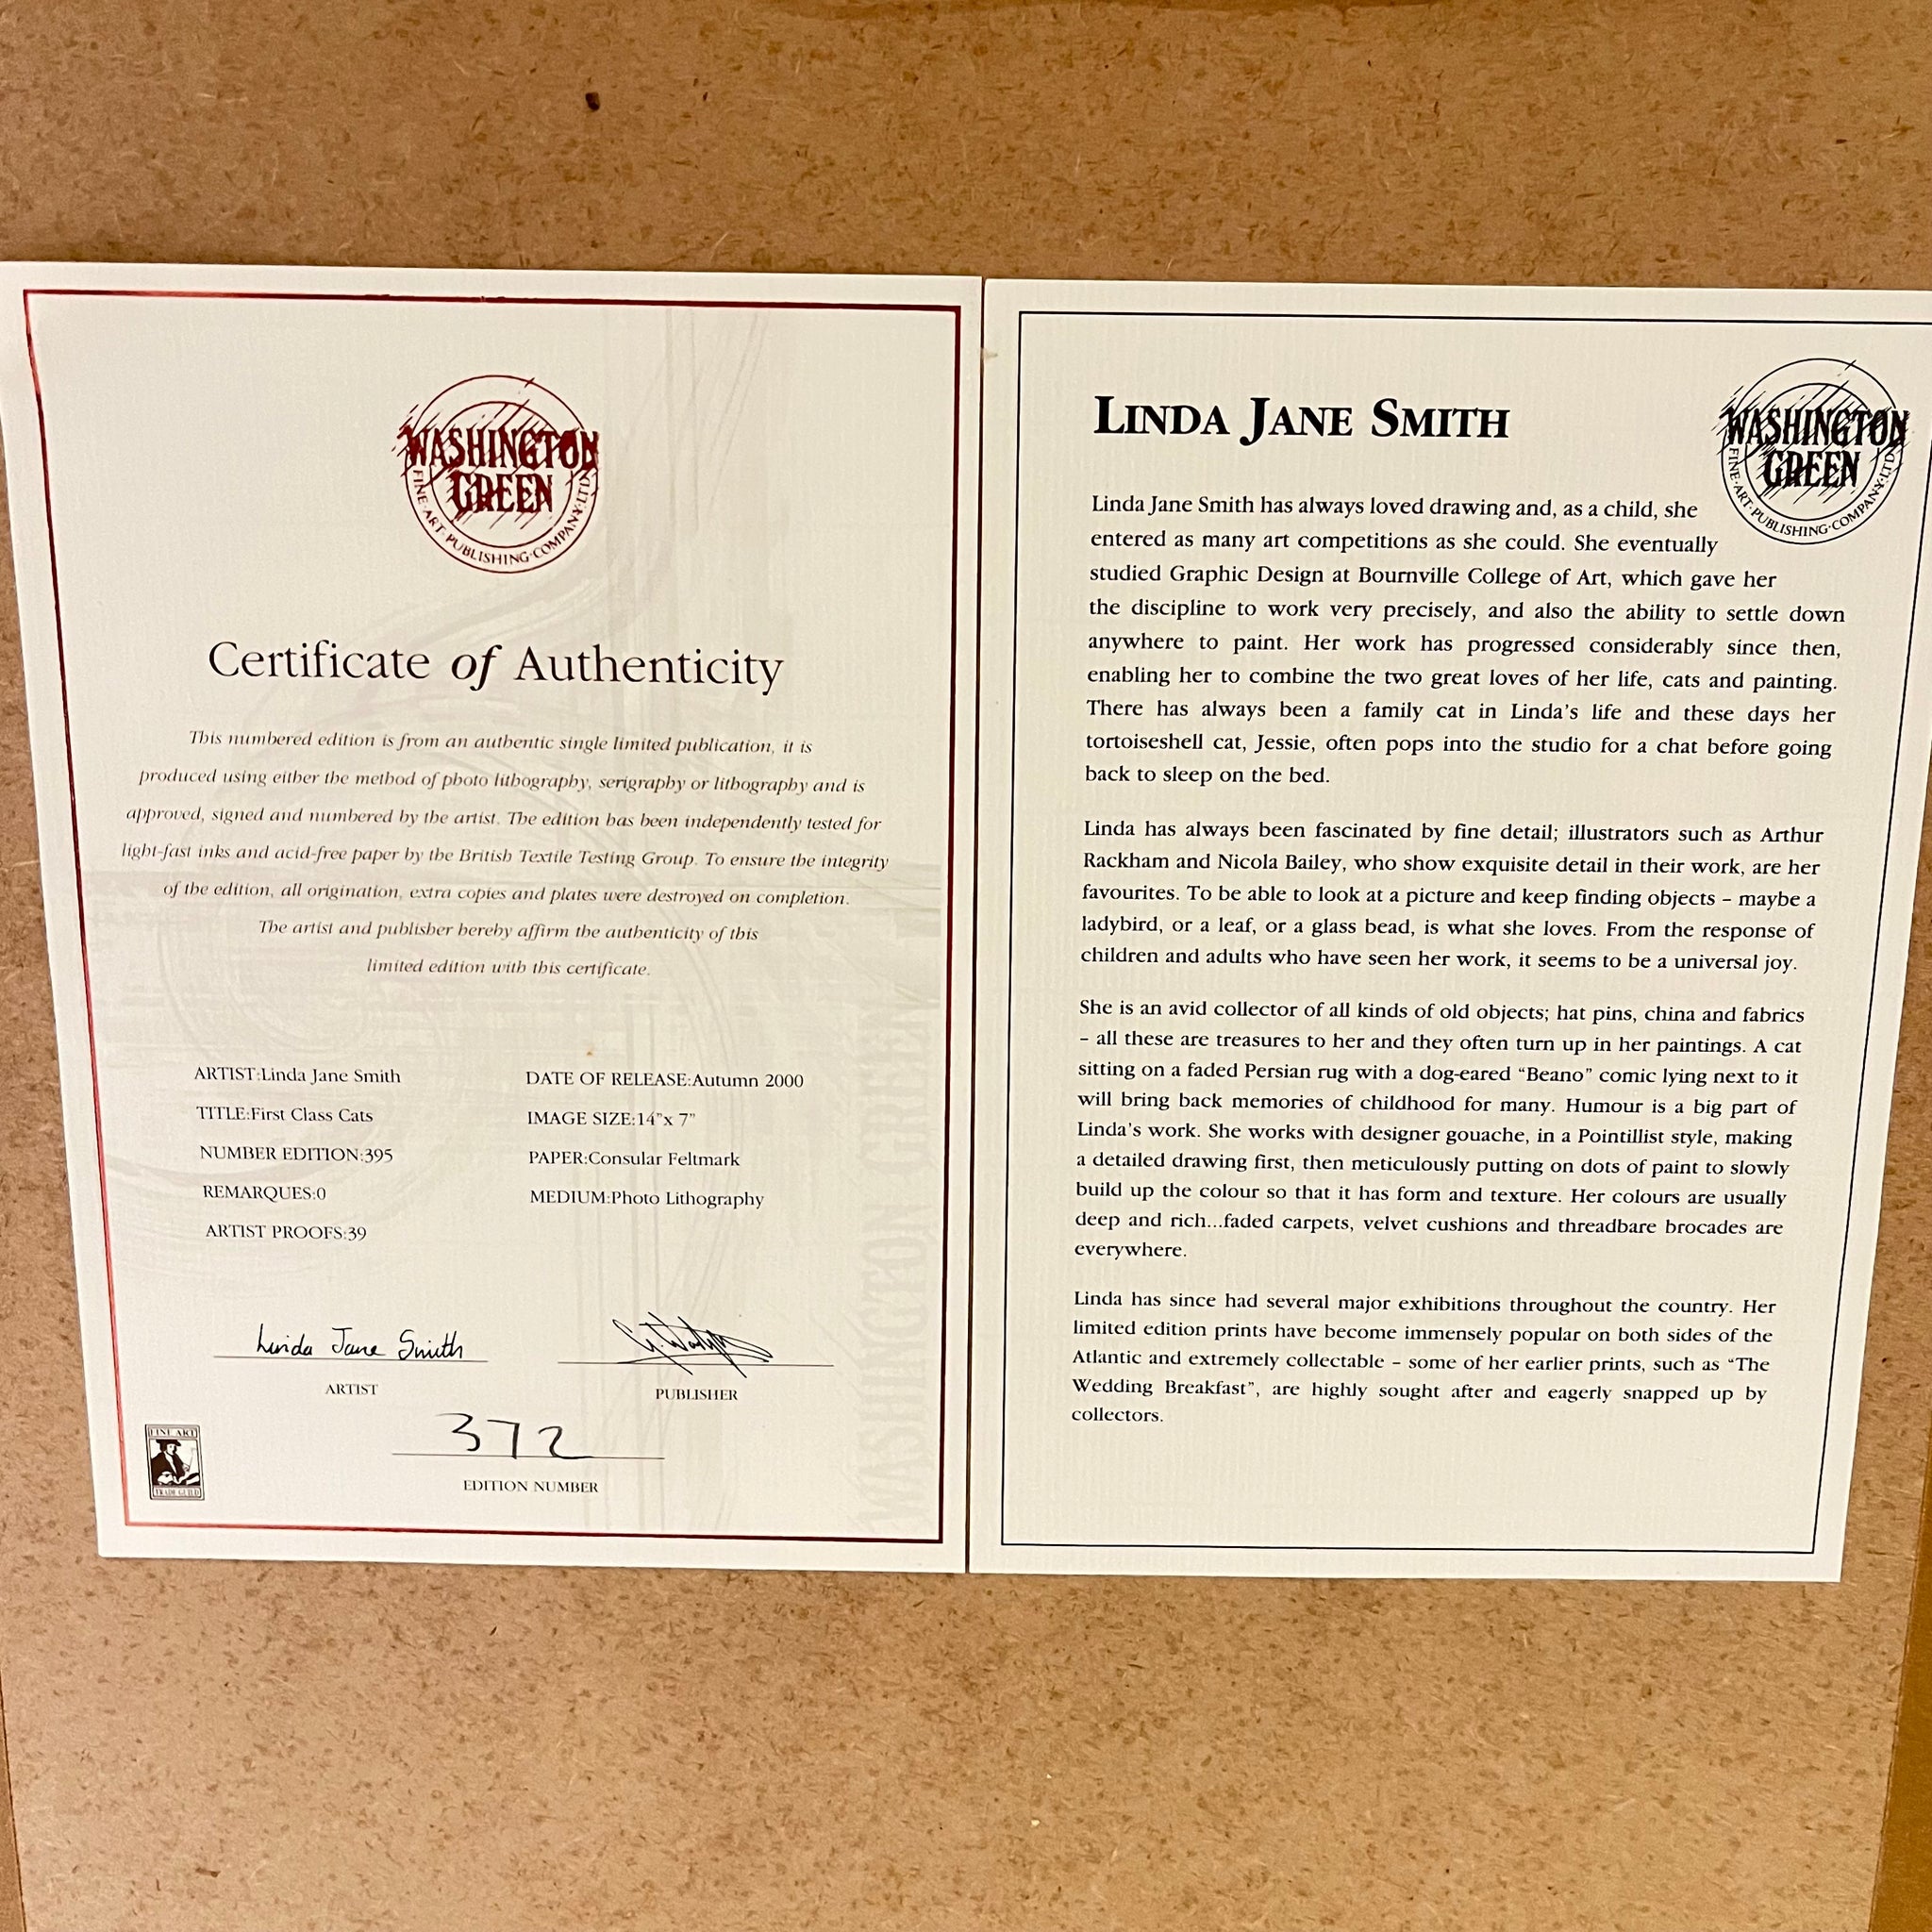 WASHINGTON
GREEN
FINE·ART·PUBLISHING·COMPANY·LTD
Certificate of Authenticity
This numbered edition is from an authentic single limited publication, it is
produced using either the method of photo lithography, serigraphy or lithography and is
approved, signed and numbered by the artist. The edition has been independently tested for
light-fast inks and acid-free paper by the British Textile Testing Group. To ensure the integrity
of the edition, all origination, extra copies and plates were destroyed on completion.
The artist and publisher hereby affirm the authenticity of this
limited edition with this certificate.
ARTIST:Linda Jane Smith
TITLE:First Class Cats
NUMBER EDITION:395
REMARQUES:0
ARTIST PROOFS:39
DATE OF RELEASE:Autumn 2000
IMAGE SIZE:14"x 7"
PAPER:Consular Feltmark
MEDIUM:Photo Lithography
Linda Jane Smith
ARTIST
PUBLISHER
372
EDITION NUMBER
FINE ART
TRADE GUILD
WASHINGTON GREEN
LINDA JANE SMITH
WASHINGTON
GREEN
FINE·ART·PUBLISHING·COMPANY·LTD
Linda Jane Smith has always loved drawing and, as a child, she
entered as many art competitions as she could. She eventually
studied Graphic Design at Bournville College of Art, which gave her
the discipline to work very precisely, and also the ability to settle down
anywhere to paint. Her work has progressed considerably since then,
enabling her to combine the two great loves of her life, cats and painting.
There has always been a family cat in Linda's life and these days her
tortoiseshell cat, Jessie, often pops into the studio for a chat before going
back to sleep on the bed.
Linda has always been fascinated by fine detail; illustrators such as Arthur
Rackham and Nicola Bailey, who show exquisite detail in their work, are her
favourites. To be able to look at a picture and keep finding objects – maybe a
ladybird, or a leaf, or a glass bead, is what she loves. From the response of
children and adults who have seen her work, it seems to be a universal joy.
She is an avid collector of all kinds of old objects; hat pins, china and fabrics
– all these are treasures to her and they often turn up in her paintings. A cat
sitting on a faded Persian rug with a dog-eared "Beano" comic lying next to it
will bring back memories of childhood for many. Humour is a big part of
Linda's work. She works with designer gouache, in a Pointillist style, making
a detailed drawing first, then meticulously putting on dots of paint to slowly
build up the colour so that it has form and texture. Her colours are usually
deep and rich...faded carpets, velvet cushions and threadbare brocades are
everywhere.
Linda has since had several major exhibitions throughout the country. Her
limited edition prints have become immensely popular on both sides of the
Atlantic and extremely collectable – some of her earlier prints, such as "The
Wedding Breakfast", are highly sought after and eagerly snapped up by
collectors.